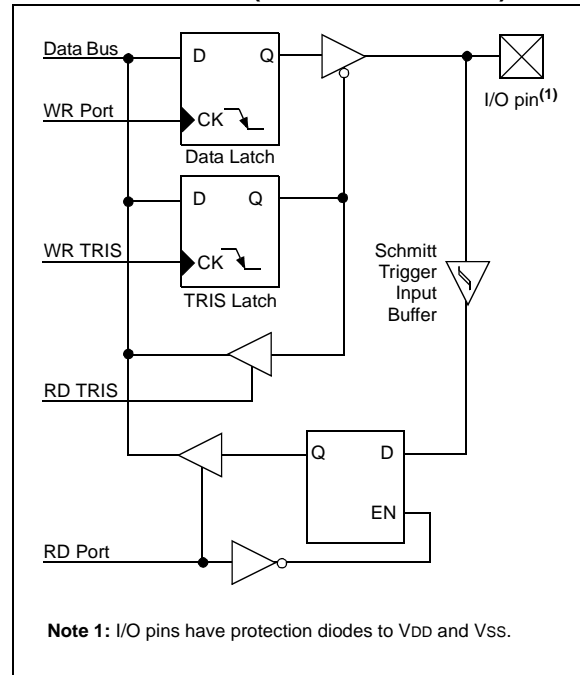 Data Bus
D
Q
WR Port
CK
I/O pin(1)
Data Latch
D
Q
WR TRIS
CK
Schmitt
Trigger
Input
Buffer
TRIS Latch
RD TRIS
Q
D
EN
RD Port
Note 1: I/O pins have protection diodes to VDD and VSS.